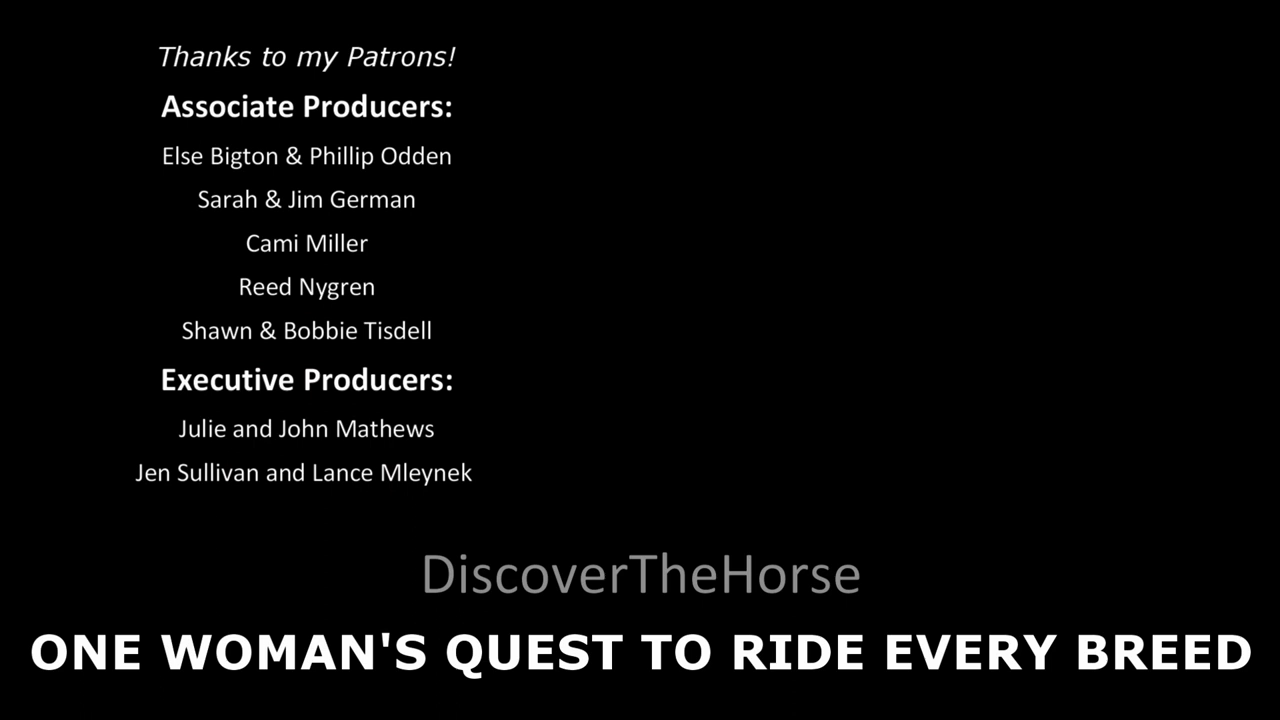 Thanks to my Patrons!
Associate Producers:
Else Bigton & Phillip Odden
Sarah & Jim German
Cami Miller
Reed Nygren
Shawn & Bobbie Tisdell
Executive Producers:
Julie and John Mathews
Jen Sullivan and Lance Mleynek
DiscoverTheHorse
ONE WOMAN'S QUEST TO RIDE EVERY BREED